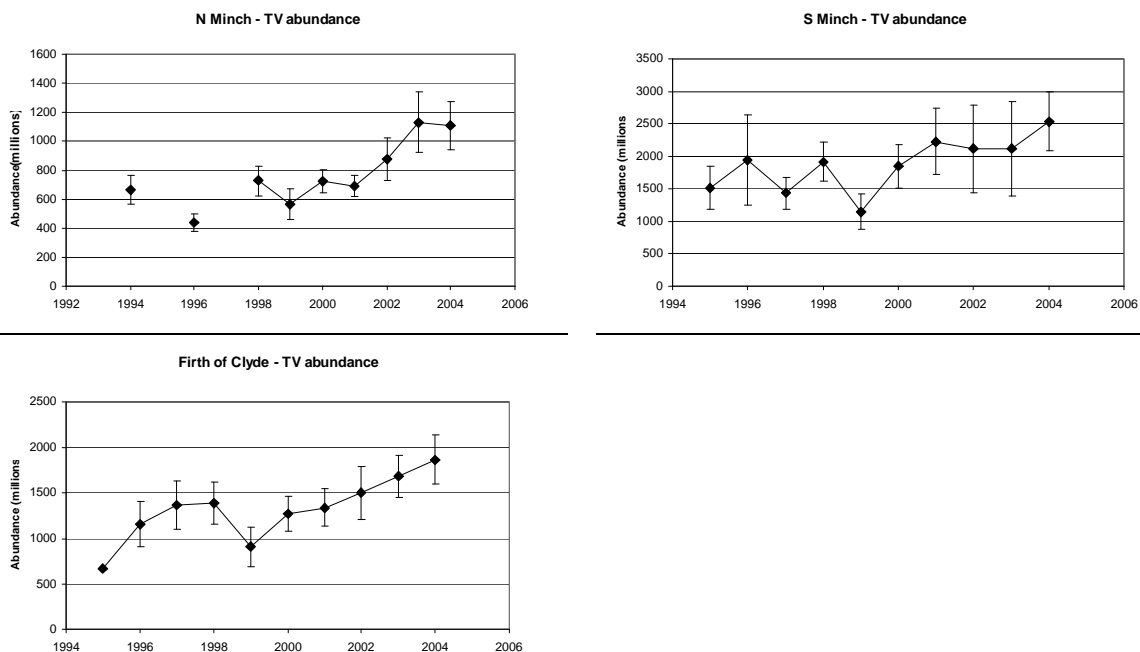 N Minch - TV abundance
Abundance(millions)
1600
1400
1200
1000
800
600
400
200
0
1992 1994 1996 1998 2000 2002 2004 2006
S Minch - TV abundance
Abundance (millions
3500
3000
2500
2000
1500
1000
500
0
1994 1996 1998 2000 2002 2004 2006
Firth of Clyde - TV abundance
Abundance (millions
2500
2000
1500
1000
500
0
1994 1996 1998 2000 2002 2004 2006